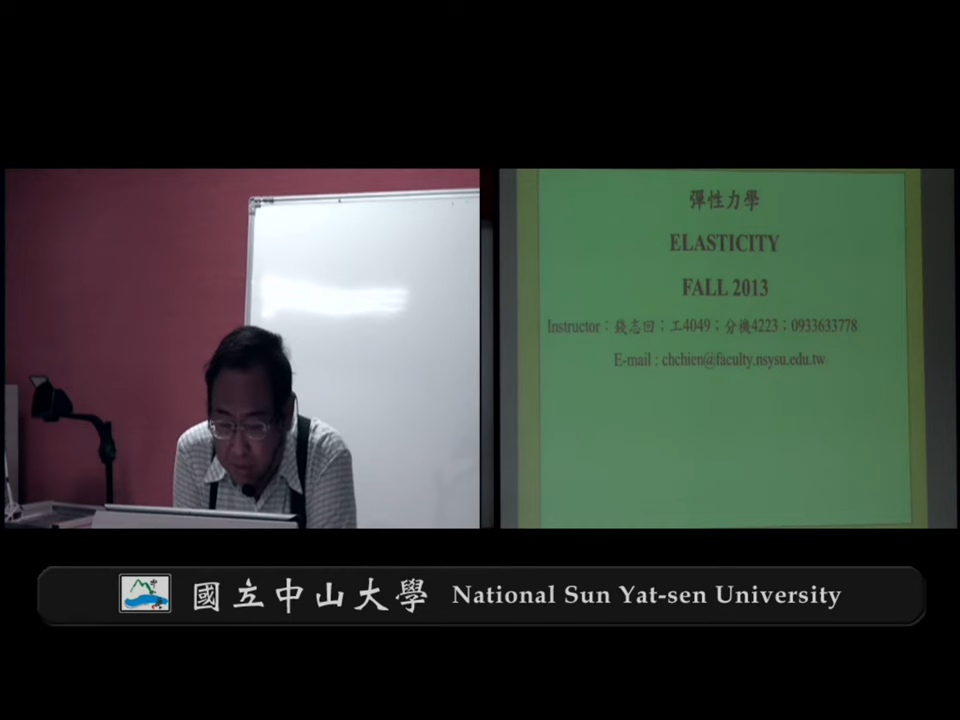 彈性力學
ELASTICITY
FALL 2013
Instructor：錢志回；工4049；分機4223；0933633778
E-mail : chchien@faculty.nsysu.edu.tw
國立中山大學 National Sun Yat-sen University